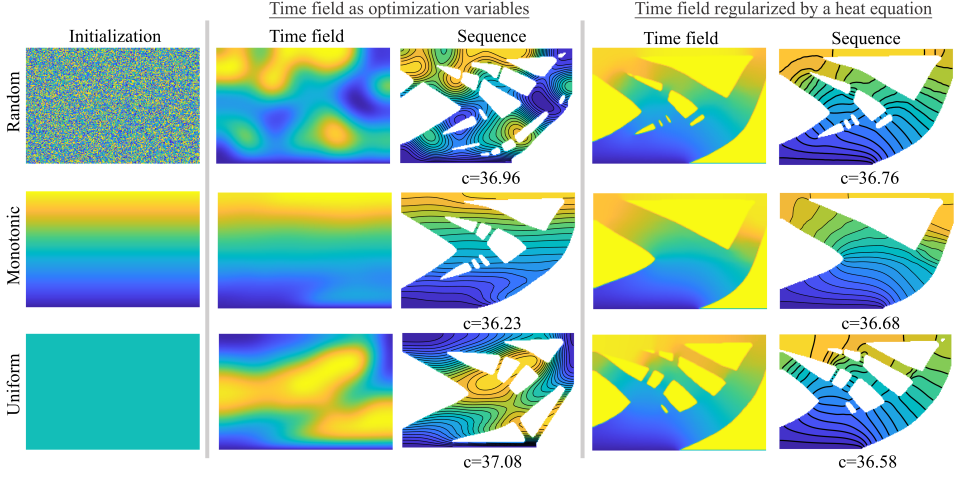 Time field as optimization variables
Time field regularized by a heat equation
Initialization
Time field
Sequence
Time field
Sequence
Random
c=36.96
c=36.76
Monotonic
c=36.23
c=36.68
Uniform
c=37.08
c=36.58